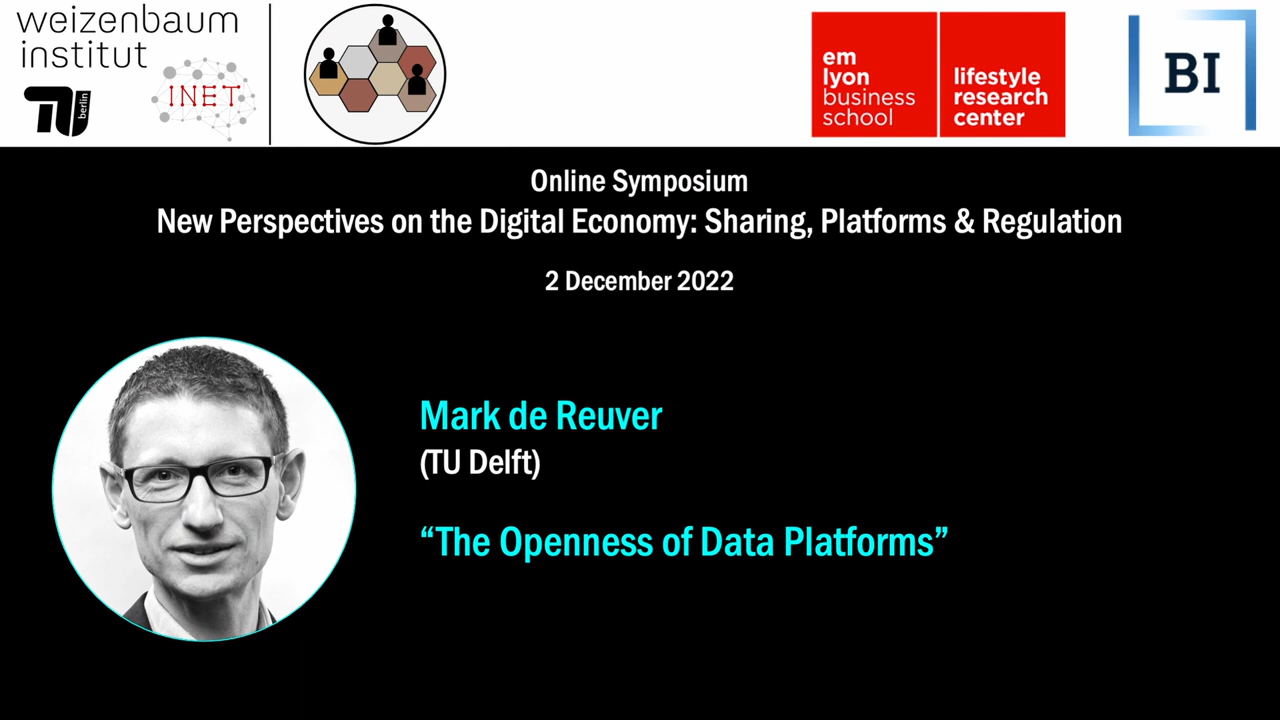 weizenbaum
institut
TU
berlin
INET
em
lyon
business
school
lifestyle
research
center
BI
Online Symposium
New Perspectives on the Digital Economy: Sharing, Platforms & Regulation
2 December 2022
Mark de Reuver
(TU Delft)
“The Openness of Data Platforms”